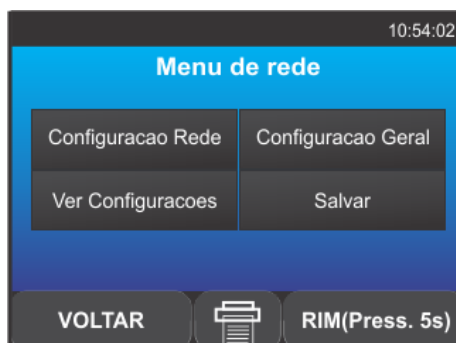 10:54:02
Menu de rede
Configuracao Rede Configuracao Geral
Ver Configuracoes Salvar
VOLTAR RIM(Press. 5s)